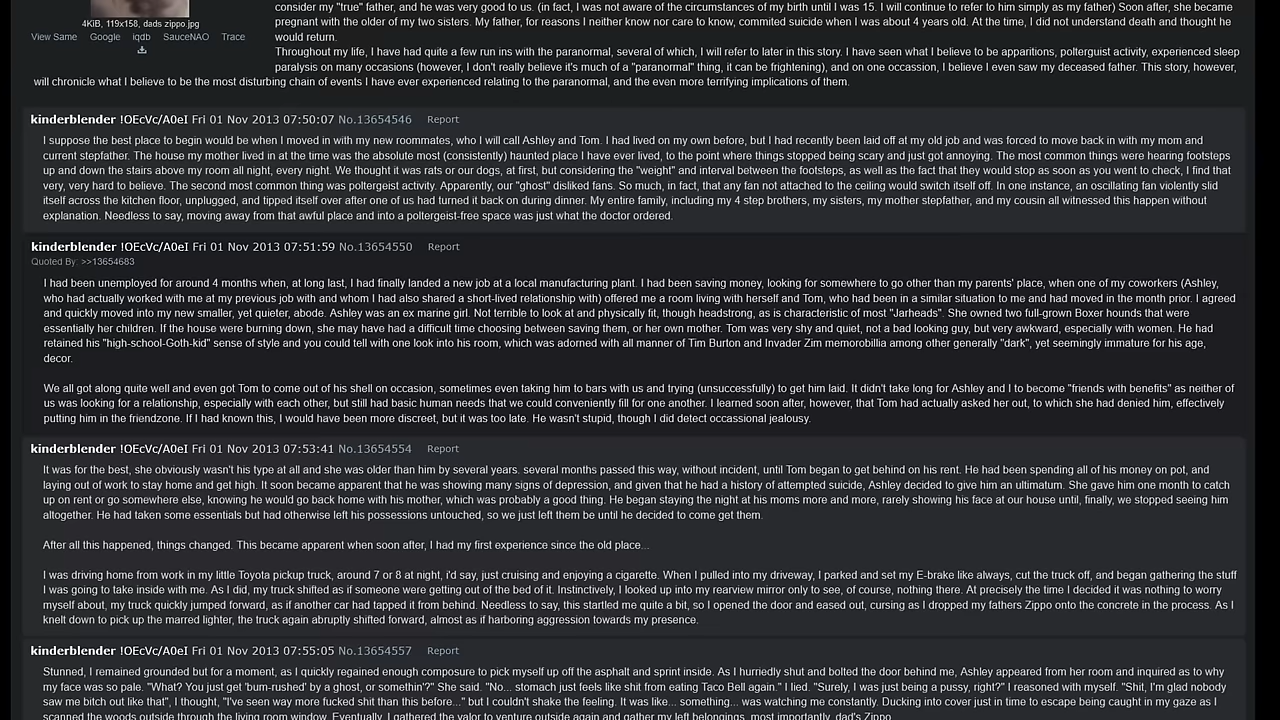 consider my "true" father, and he was very good to us. (in fact, I was not aware of the circumstances of my birth until I was 15. I will continue to refer to him simply as my father) Soon after, she became
pregnant with the older of my two sisters. My father, for reasons I neither know nor care to know, commited suicide when I was about 4 years old. At the time, I did not understand death and thought he
would return.
4KiB, 119x158, dads zippo.jpg
View Same Google iqdb SauceNAO Trace
Throughout my life, I have had quite a few run ins with the paranormal, several of which, I will refer to later in this story. I have seen what I believe to be apparitions, polterguist activity, experienced sleep
paralysis on many occasions (however, I don't really believe it's much of a "paranormal" thing, it can be frightening), and on one occassion, I believe I even saw my deceased father. This story, however,
will chronicle what I believe to be the most disturbing chain of events I have ever experienced relating to the paranormal, and the even more terrifying implications of them.
kinderblender !OEcVc/A0eI Fri 01 Nov 2013 07:50:07 No.13654546 Report
I suppose the best place to begin would be when I moved in with my new roommates, who I will call Ashley and Tom. I had lived on my own before, but I had recently been laid off at my old job and was forced to move back in with my mom and
current stepfather. The house my mother lived in at the time was the absolute most (consistently) haunted place I have ever lived, to the point where things stopped being scary and just got annoying. The most common things were hearing footsteps
up and down the stairs above my room all night, every night. We thought it was rats or our dogs, at first, but considering the "weight" and interval between the footsteps, as well as the fact that they would stop as soon as you went to check, I find that
very, very hard to believe. The second most common thing was poltergeist activity. Apparently, our "ghost" disliked fans. So much, in fact, that any fan not attached to the ceiling would switch itself off. In one instance, an oscillating fan violently slid
itself across the kitchen floor, unplugged, and tipped itself over after one of us had turned it back on during dinner. My entire family, including my 4 step brothers, my sisters, my mother stepfather, and my cousin all witnessed this happen without
explanation. Needless to say, moving away from that awful place and into a poltergeist-free space was just what the doctor ordered.
kinderblender !OEcVc/A0eI Fri 01 Nov 2013 07:51:59 No.13654550 Report
Quoted By: >>13654683
I had been unemployed for around 4 months when, at long last, I had finally landed a new job at a local manufacturing plant. I had been saving money, looking for somewhere to go other than my parents' place, when one of my coworkers (Ashley,
who had actually worked with me at my previous job with and whom I had also shared a short-lived relationship with) offered me a room living with herself and Tom, who had been in a similar situation to me and had moved in the month prior. I agreed
and quickly moved into my new smaller, yet quieter, abode. Ashley was an ex marine girl. Not terrible to look at and physically fit, though headstrong, as is characteristic of most "Jarheads". She owned two full-grown Boxer hounds that were
essentially her children. If the house were burning down, she may have had a difficult time choosing between saving them, or her own mother. Tom was very shy and quiet, not a bad looking guy, but very awkward, especially with women. He had
retained his "high-school-Goth-kid" sense of style and you could tell with one look into his room, which was adorned with all manner of Tim Burton and Invader Zim memorobillia among other generally "dark", yet seemingly immature for his age,
decor.
We all got along quite well and even got Tom to come out of his shell on occasion, sometimes even taking him to bars with us and trying (unsuccessfully) to get him laid. It didn't take long for Ashley and I to become "friends with benefits" as neither of
us was looking for a relationship, especially with each other, but still had basic human needs that we could conveniently fill for one another. I learned soon after, however, that Tom had actually asked her out, to which she had denied him, effectively
putting him in the friendzone. If I had known this, I would have been more discreet, but it was too late. He wasn't stupid, though I did detect occassional jealousy.
kinderblender !OEcVc/A0eI Fri 01 Nov 2013 07:53:41 No.13654554 Report
It was for the best, she obviously wasn't his type at all and she was older than him by several years. several months passed this way, without incident, until Tom began to get behind on his rent. He had been spending all of his money on pot, and
laying out of work to stay home and get high. It soon became apparent that he was showing many signs of depression, and given that he had a history of attempted suicide, Ashley decided to give him an ultimatum. She gave him one month to catch
up on rent or go somewhere else, knowing he would go back home with his mother, which was probably a good thing. He began staying the night at his moms more and more, rarely showing his face at our house until, finally, we stopped seeing him
altogether. He had taken some essentials but had otherwise left his possessions untouched, so we just left them be until he decided to come get them.
After all this happened, things changed. This became apparent when soon after, I had my first experience since the old place...
I was driving home from work in my little Toyota pickup truck, around 7 or 8 at night, i'd say, just cruising and enjoying a cigarette. When I pulled into my driveway, I parked and set my E-brake like always, cut the truck off, and began gathering the stuff
I was going to take inside with me. As I did, my truck shifted as if someone were getting out of the bed of it. Instinctively, I looked up into my rearview mirror only to see, of course, nothing there. At precisely the time I decided it was nothing to worry
myself about, my truck quickly jumped forward, as if another car had tapped it from behind. Needless to say, this startled me quite a bit, so I opened the door and eased out, cursing as I dropped my fathers Zippo onto the concrete in the process. As I
knelt down to pick up the marred lighter, the truck again abruptly shifted forward, almost as if harboring aggression towards my presence.
kinderblender !OEcVc/A0eI Fri 01 Nov 2013 07:55:05 No.13654557 Report
Stunned, I remained grounded but for a moment, as I quickly regained enough composure to pick myself up off the asphalt and sprint inside. As I hurriedly shut and bolted the door behind me, Ashley appeared from her room and inquired as to why
my face was so pale. "What? You just get 'bum-rushed' by a ghost, or somethin'?" She said. "No... stomach just feels like shit from eating Taco Bell again." I lied. "Surely, I was just being a pussy, right?" I reasoned with myself. "Shit, I'm glad nobody
saw me bitch out like that", I thought, "I've seen way more fucked shit than this before..." but I couldn't shake the feeling. It was like... something... was watching me constantly. Ducking into cover just in time to escape being caught in my gaze as I
scanned the woods outside through the living room window. Eventually, I gathered the valor to venture outside again and gather my left belongings, most importantly, dad's Zippo